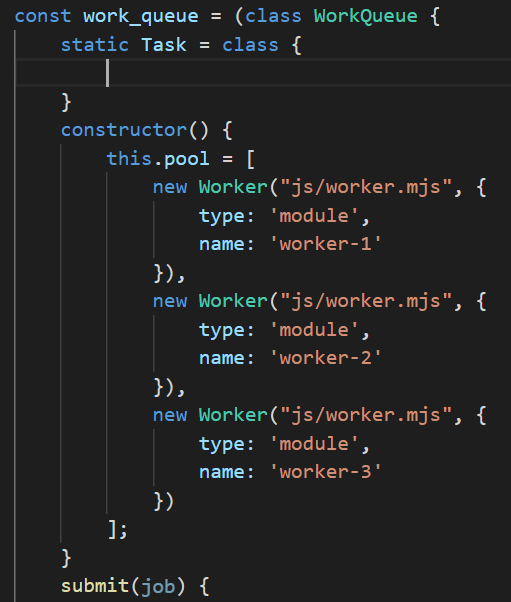 const work_queue = (class WorkQueue {
    static Task = class {

    }
    constructor() {
        this.pool = [
            new Worker("js/worker.mjs", {
                type: 'module',
                name: 'worker-1'
            }),
            new Worker("js/worker.mjs", {
                type: 'module',
                name: 'worker-2'
            }),
            new Worker("js/worker.mjs", {
                type: 'module',
                name: 'worker-3'
            })
        ];
    }
    submit(job) {